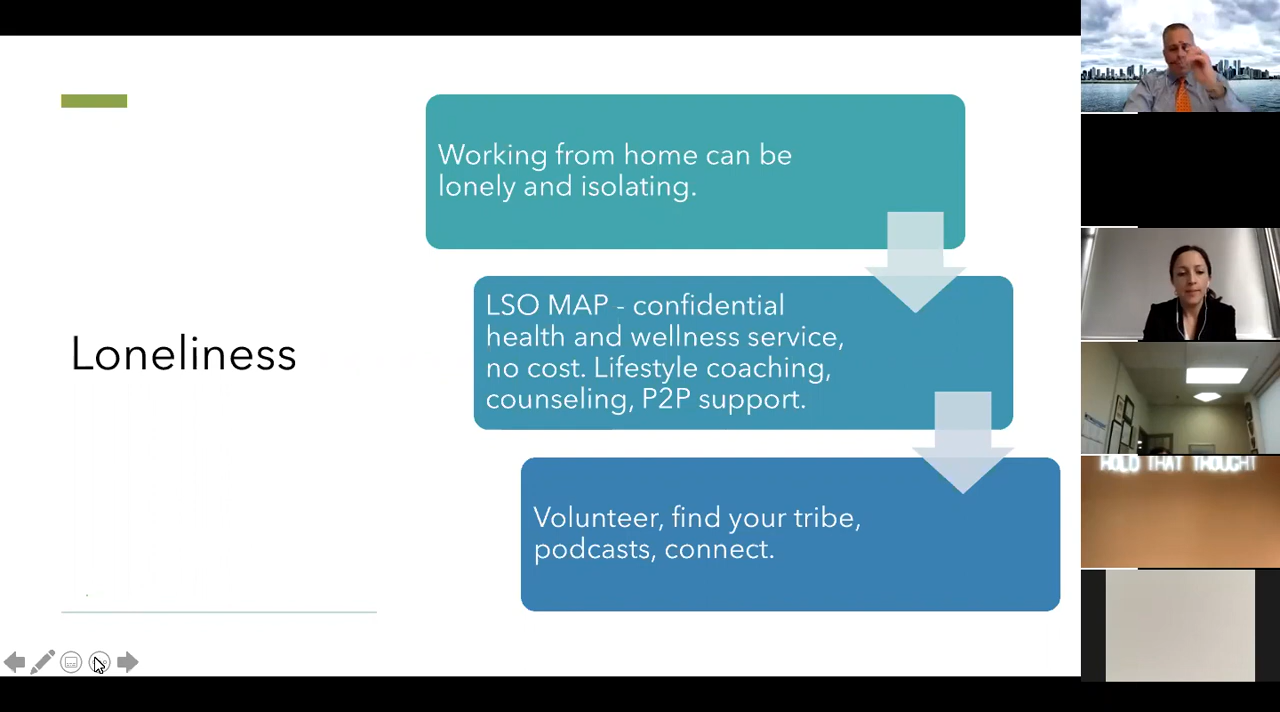 Loneliness
Working from home can be
lonely and isolating.
LSO MAP - confidential
health and wellness service,
no cost. Lifestyle coaching,
counseling, P2P support.
Volunteer, find your tribe,
podcasts, connect.
HOLD THAT THOUGHT